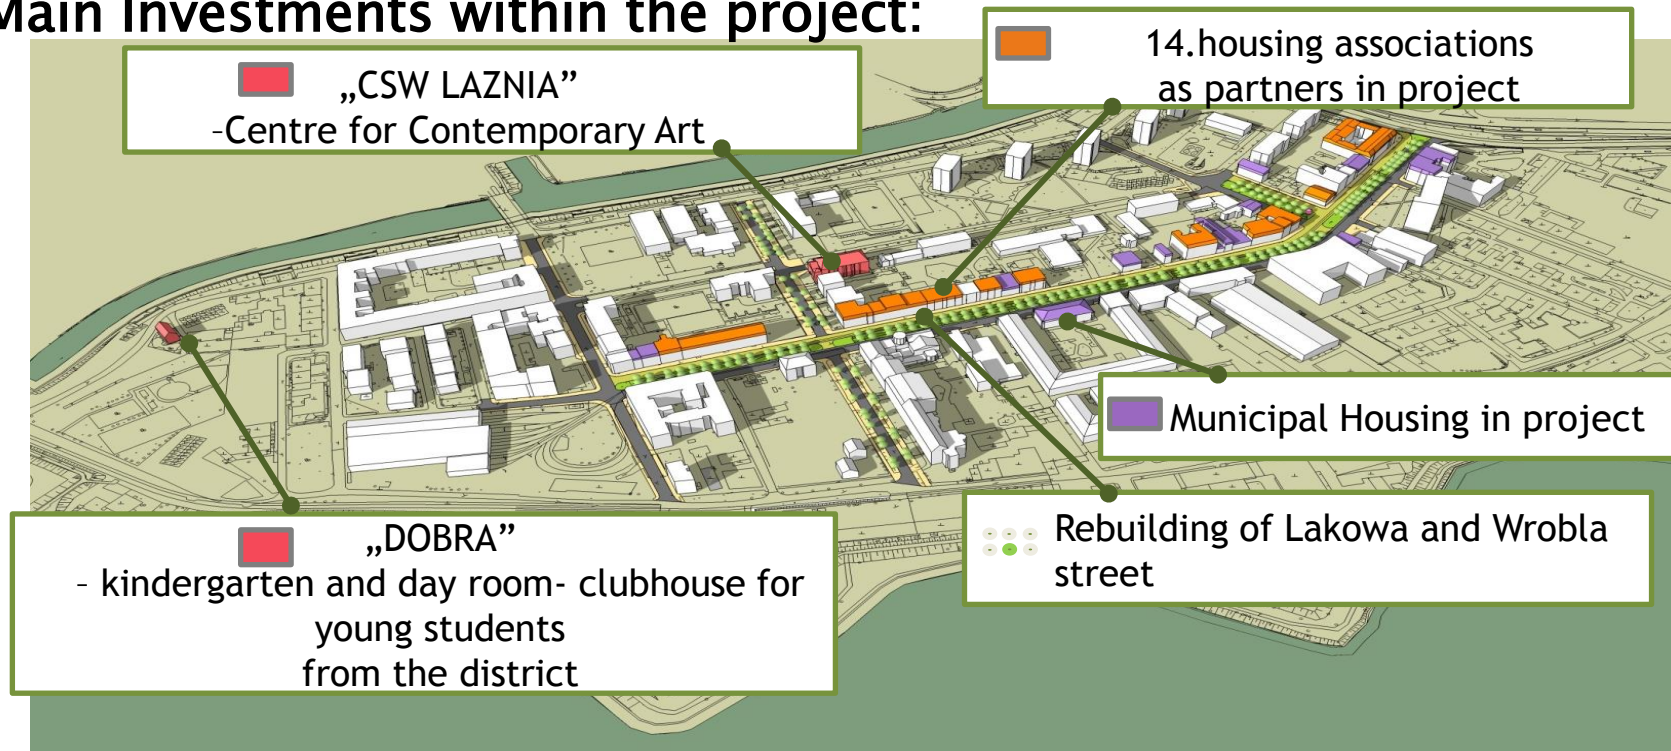 Main Investments within the project:
„CSW LAZNIA”
-Centre for Contemporary Art
14.housing associations
as partners in project
Municipal Housing in project
Rebuilding of Lakowa and Wrobla
street
„DOBRA”
- kindergarten and day room- clubhouse for
young students
from the district